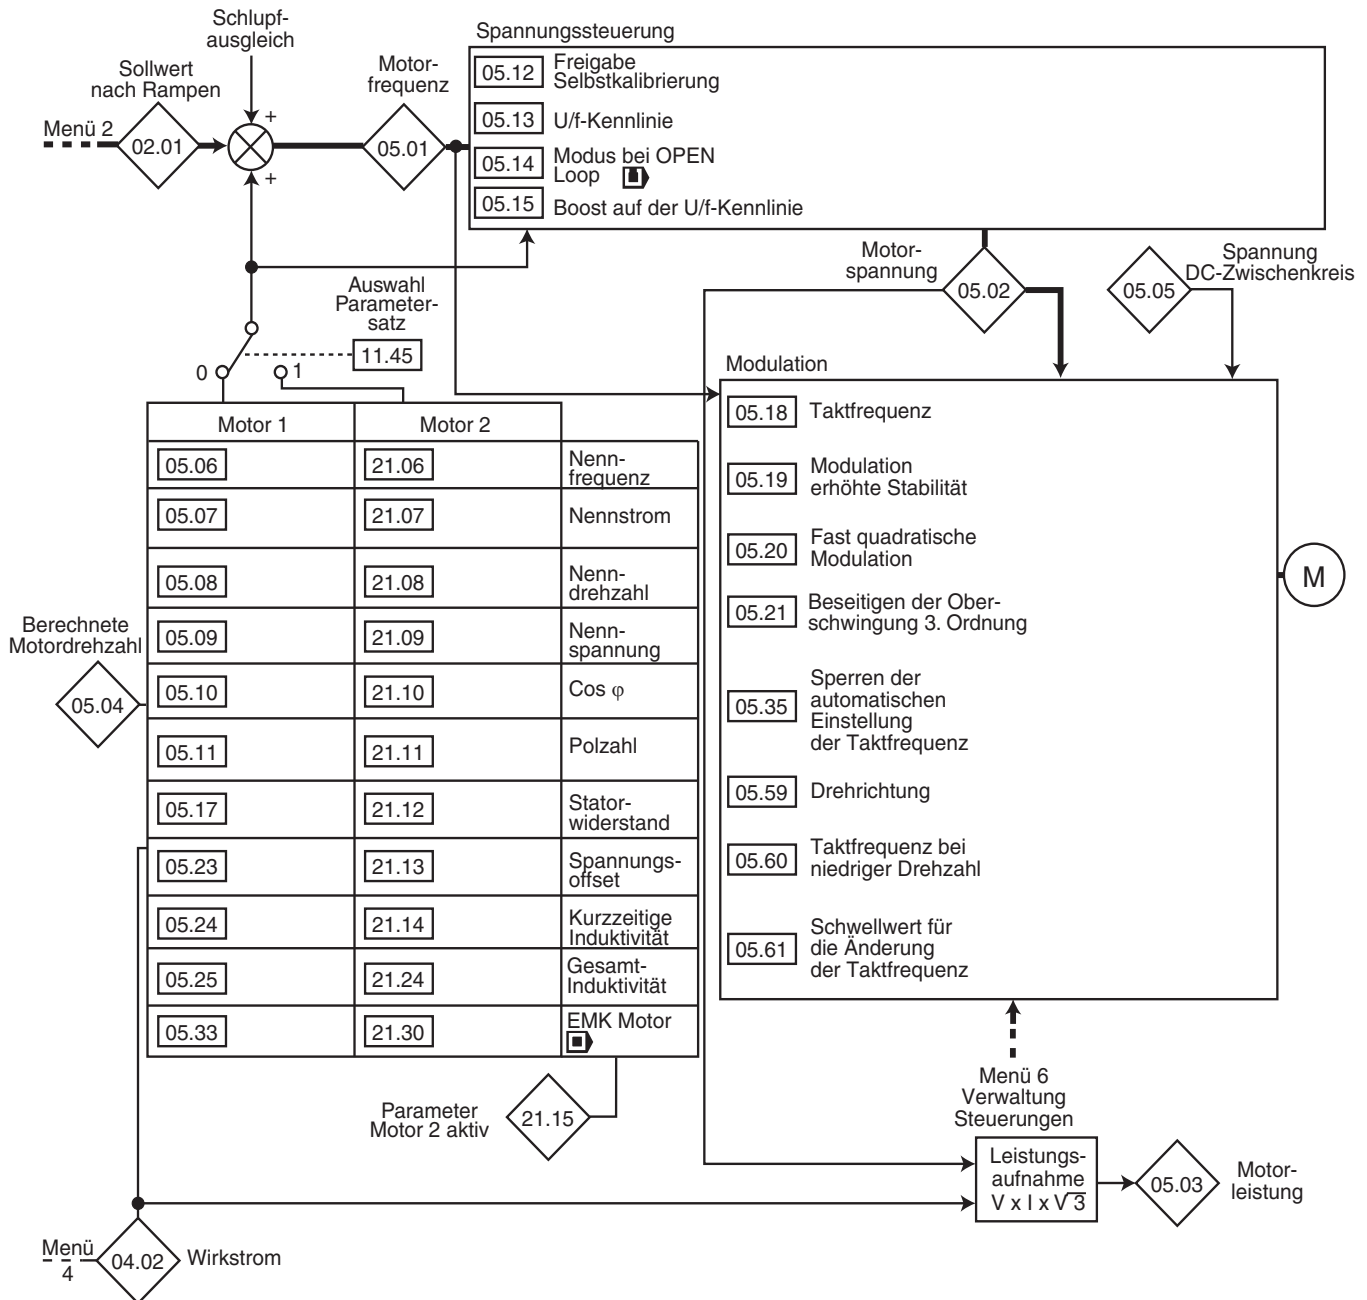 Schlupf-
ausgleich
Sollwert
nach Rampen
Menü 2
02.01
+
+
Motor-
frequenz
05.01
Spannungssteuerung
05.12 Freigabe
Selbstkalibrierung
05.13 U/f-Kennlinie
05.14 Modus bei OPEN
Loop
05.15 Boost auf der U/f-Kennlinie
Motor-
spannung
05.02
Spannung
DC-Zwischenkreis
05.05
Auswahl
Parameter-
satz
11.45
0
1
Motor 1 Motor 2
05.06 21.06 Nenn-
frequenz
05.07 21.07 Nennstrom
05.08 21.08 Nenn-
drehzahl
05.09 21.09 Nenn-
spannung
05.10 21.10 Cos φ
05.11 21.11 Polzahl
05.17 21.12 Stator-
widerstand
05.23 21.13 Spannungs-
offset
05.24 21.14 Kurzzeitige
Induktivität
05.25 21.24 Gesamt-
Induktivität
05.33 21.30 EMK Motor
Berechnete
Motordrehzahl
05.04
Modulation
05.18 Taktfrequenz
05.19 Modulation
erhöhte Stabilität
05.20 Fast quadratische
Modulation
05.21 Beseitigen der Ober-
schwingung 3. Ordnung
05.35 Sperren der
automatischen
Einstellung
der Taktfrequenz
05.59 Drehrichtung
05.60 Taktfrequenz bei
niedriger Drehzahl
05.61 Schwellwert für
die Änderung
der Taktfrequenz
M
Parameter
Motor 2 aktiv
21.15
Menü 6
Verwaltung
Steuerungen
Leistungs-
aufnahme
V x I x √3
05.03
Motor-
leistung
Menü
4
04.02
Wirkstrom